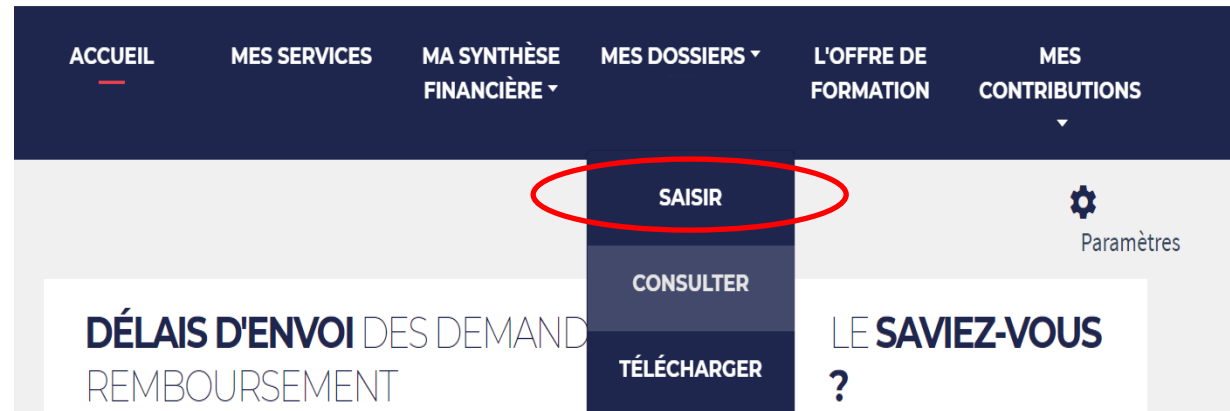 ACCUEIL
MES SERVICES
MA SYNTHÈSE
FINANCIÈRE
MES DOSSIERS
L'OFFRE DE
FORMATION
MES
CONTRIBUTIONS
SAISIR
CONSULTER
TÉLÉCHARGER
Paramètres
DÉLAIS D'ENVOI DES DEMAND
REMBOURSEMENT
LE SAVIEZ-VOUS
?